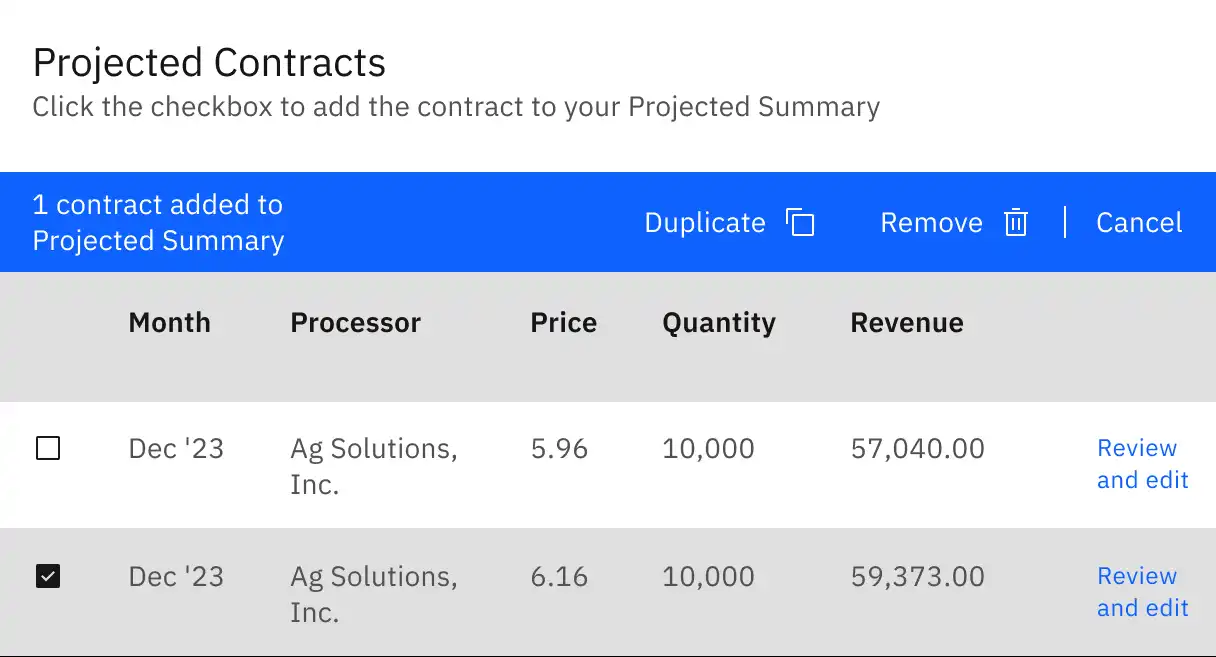 Projected Contracts
Click the checkbox to add the contract to your Projected Summary
1 contract added to
Projected Summary
Duplicate
Remove
Cancel
Month Processor Price Quantity Revenue
Dec '23 Ag Solutions, 5.96 10,000 57,040.00 Review
Inc. and edit
Dec '23 Ag Solutions, 6.16 10,000 59,373.00 Review
Inc. and edit